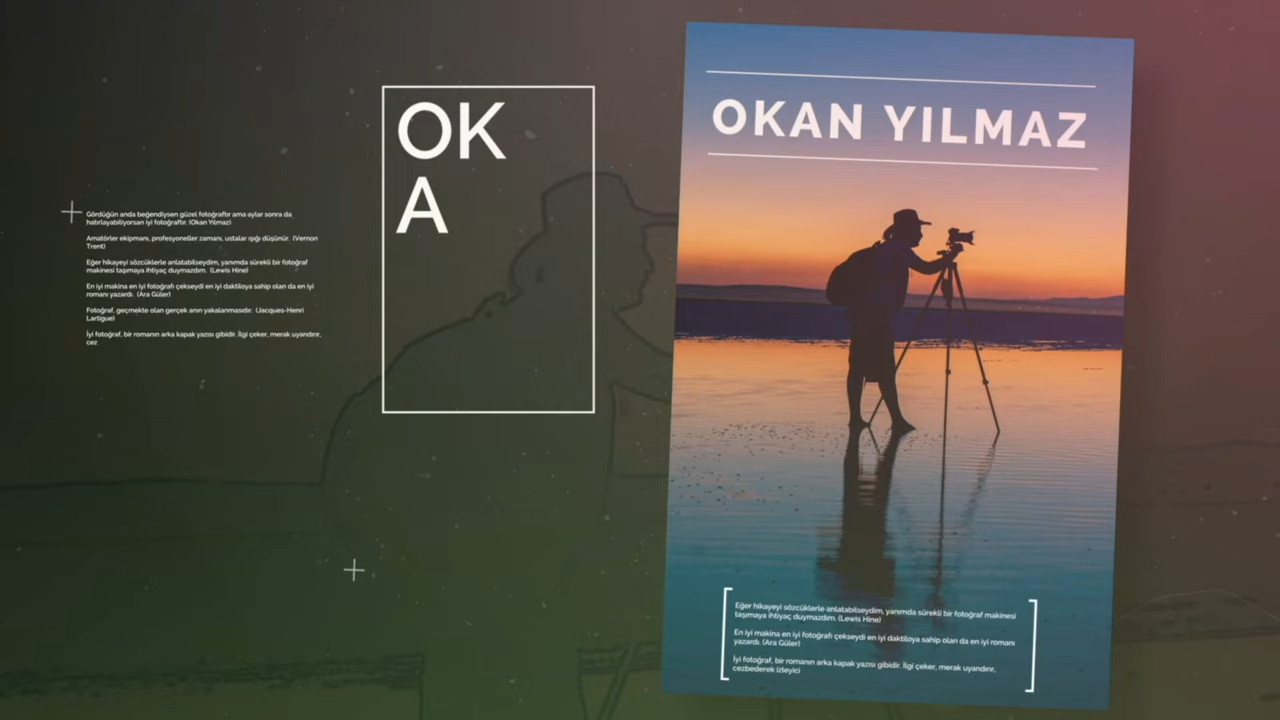 Gördüğün anda beğendiysen güzel fotoğraftır ama aylar sonra da
hatırlayabiliyorsan iyi fotoğraftır. (Okan Yılmaz)
Amatörler ekipmanı, profesyoneller zamanı, ustalar ışığı düşünür. (Vernon
Trent)
Eğer hikayeyi sözcüklerle anlatabilseydim, yanımda sürekli bir fotoğraf
makinesi taşımaya ihtiyaç duymazdım. (Lewis Hine)
En iyi makina en iyi fotoğrafı çekseydi en iyi daktiloya sahip olan da en iyi
romanı yazardı. (Ara Güler)
Fotoğraf, geçmekte olan gerçek anın yakalanmasıdır. (Jacques-Henri
Lartigue)
İyi fotoğraf, bir romanın arka kapak yazısı gibidir. İlgi çeker, merak uyandırır,
cez
OK
A
OKAN YILMAZ
Eğer hikayeyi sözcüklerle anlatabilseydim, yanımda sürekli bir fotoğraf makinesi
taşımaya ihtiyaç duymazdım. (Lewis Hine)
En iyi makina en iyi fotoğrafı çekseydi en iyi daktiloya sahip olan da en iyi romanı
yazardı. (Ara Güler)
İyi fotoğraf, bir romanın arka kapak yazısı gibidir. İlgi çeker, merak uyandırır,
cezbederek izleyici